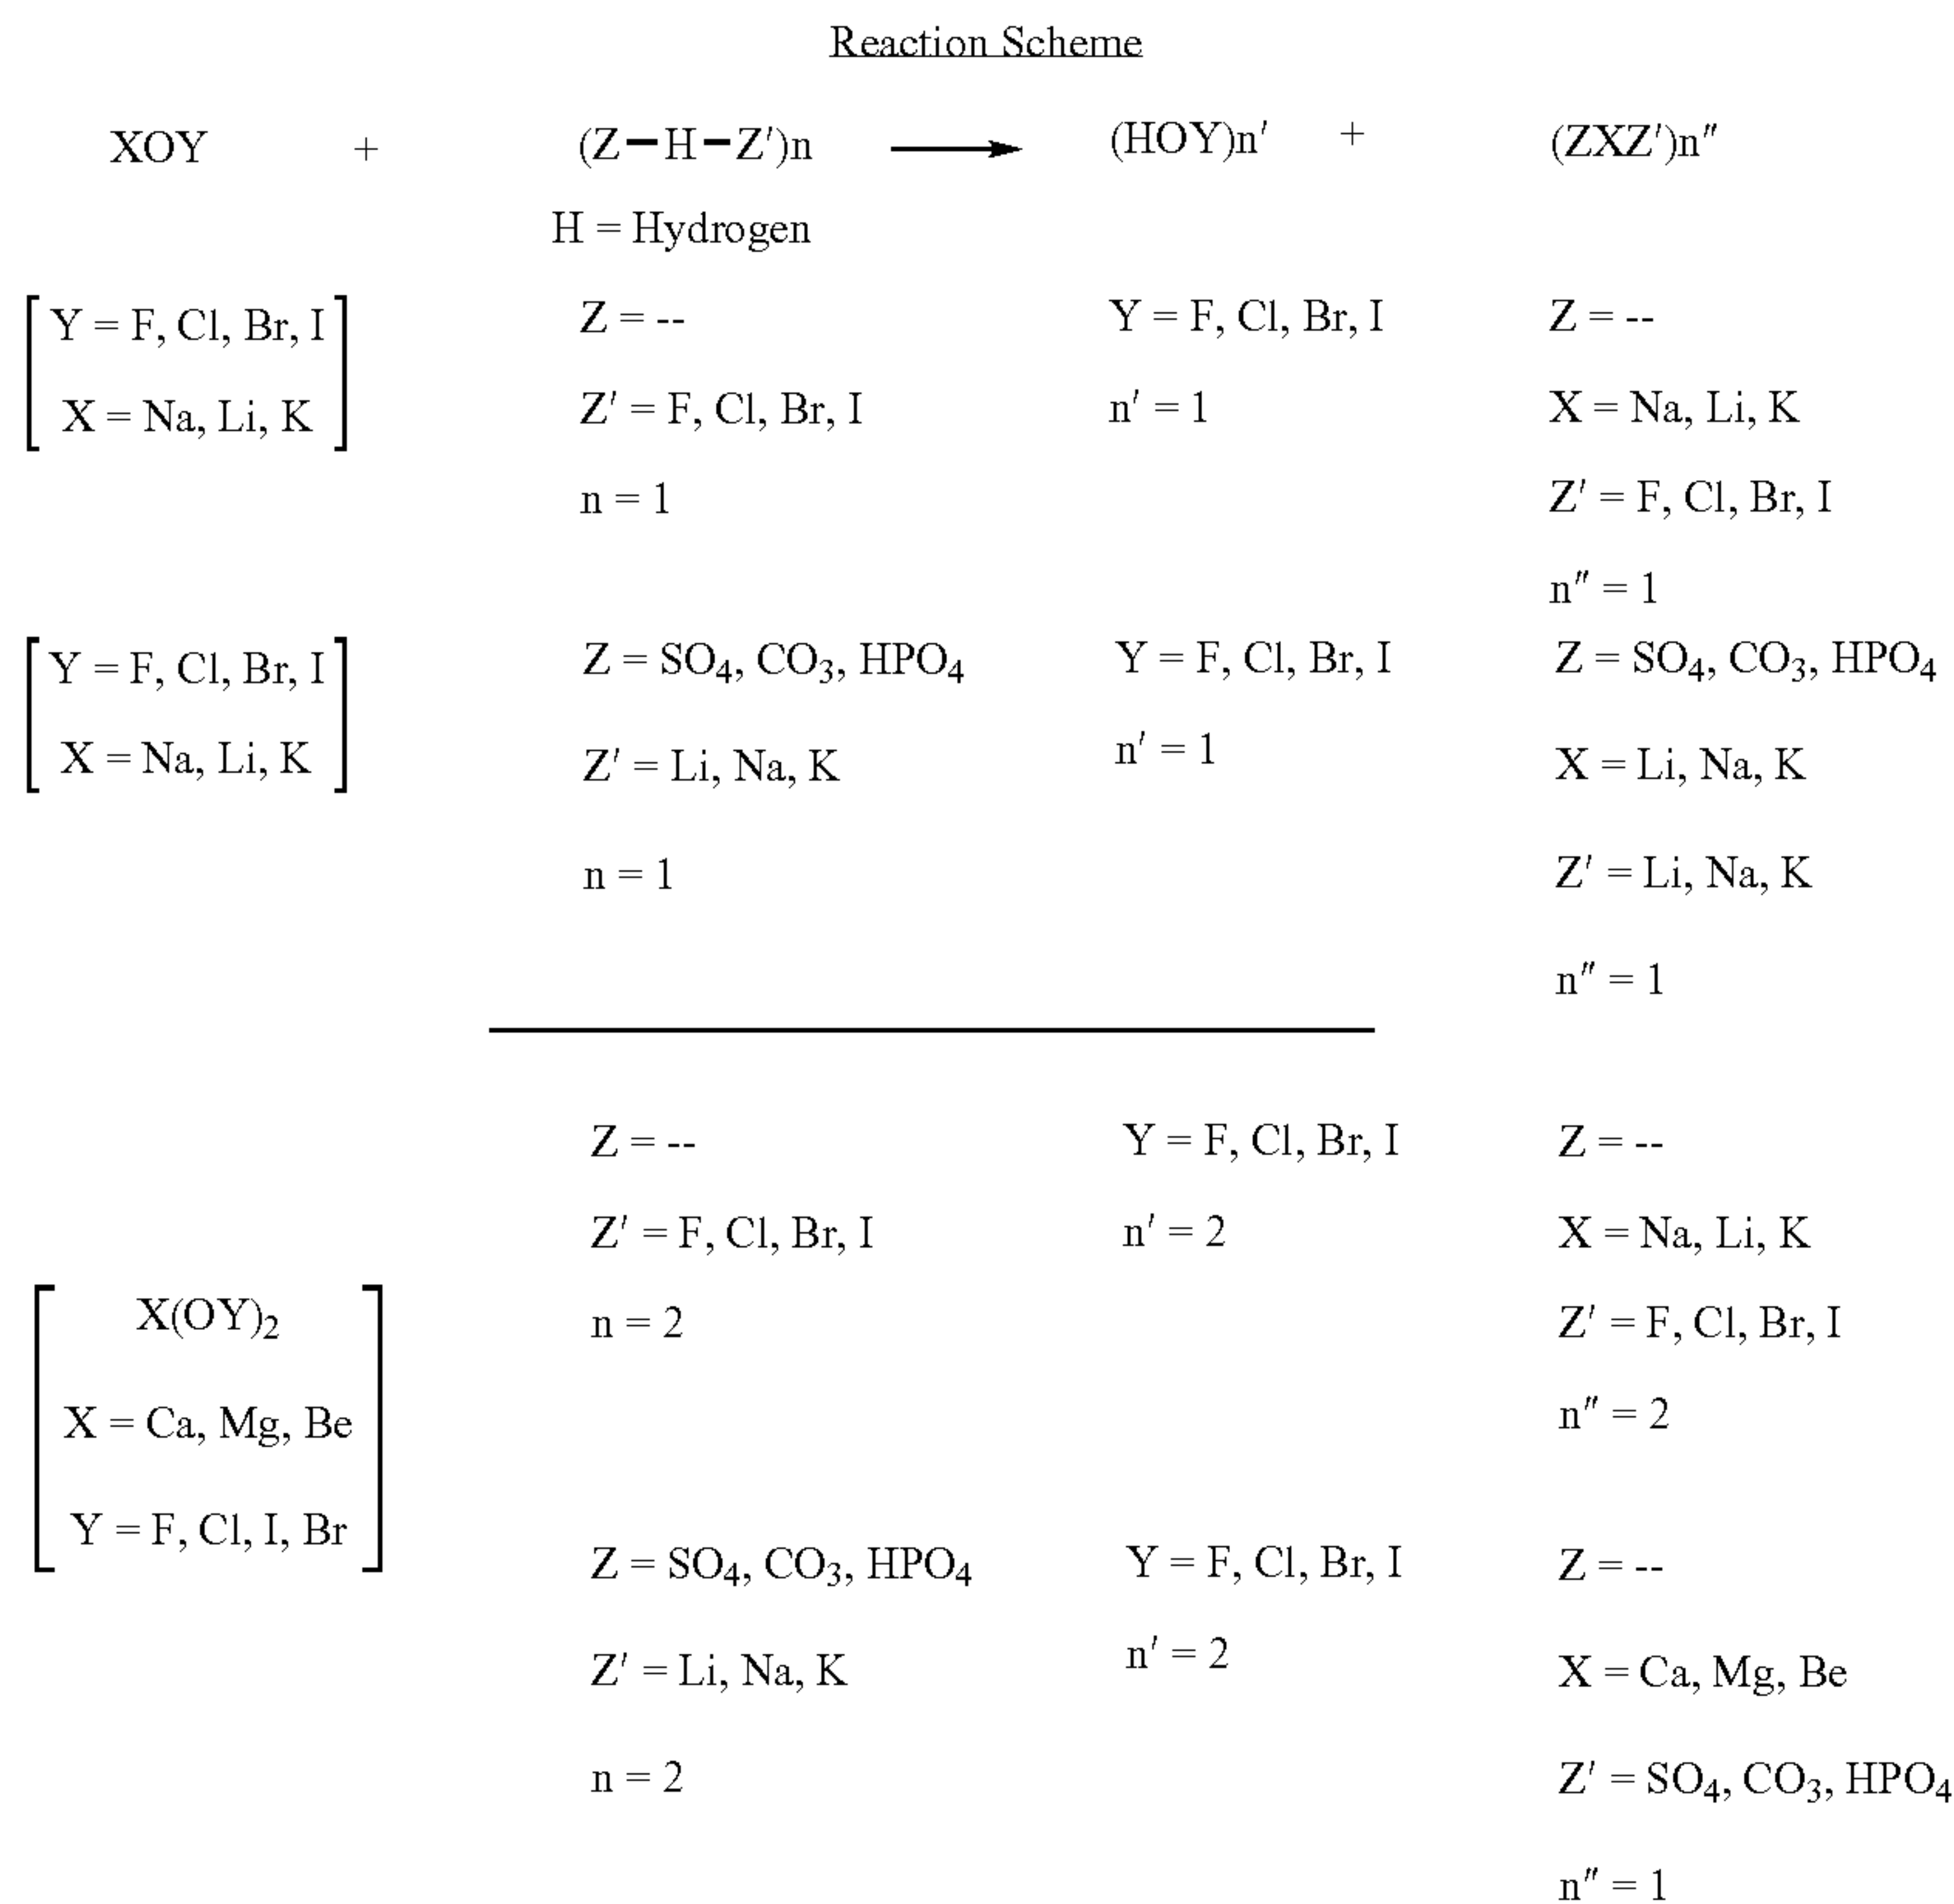 Reaction Scheme
XOY + (Z—H—Z′)n ⟶ (HOY)n′ + (ZXZ′)n″
H = Hydrogen
Y = F, Cl, Br, I
X = Na, Li, K
Z = --
Z′ = F, Cl, Br, I
n = 1
Y = F, Cl, Br, I
n′ = 1
Z = --
X = Na, Li, K
Z′ = F, Cl, Br, I
n″ = 1
Y = F, Cl, Br, I
X = Na, Li, K
Z = SO₄, CO₃, HPO₄
Z′ = Li, Na, K
n = 1
Y = F, Cl, Br, I
n′ = 1
Z = SO₄, CO₃, HPO₄
X = Li, Na, K
Z′ = Li, Na, K
n″ = 1
X(OY)₂
X = Ca, Mg, Be
Y = F, Cl, I, Br
Z = --
Z′ = F, Cl, Br, I
n = 2
Y = F, Cl, Br, I
n′ = 2
Z = --
X = Na, Li, K
Z′ = F, Cl, Br, I
n″ = 2
Z = SO₄, CO₃, HPO₄
Z′ = Li, Na, K
n = 2
Y = F, Cl, Br, I
n′ = 2
Z = --
X = Ca, Mg, Be
Z′ = SO₄, CO₃, HPO₄
n″ = 1